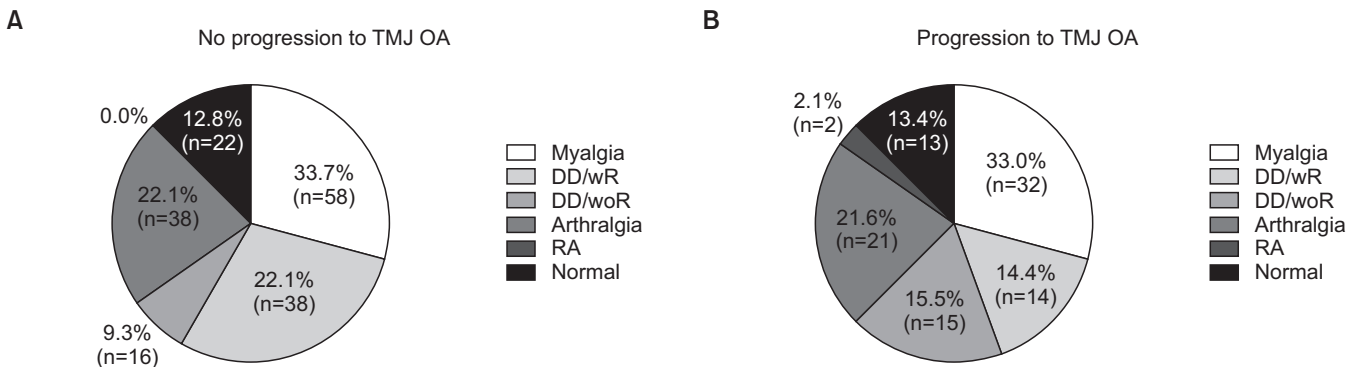 A
No progression to TMJ OA
0.0%
12.8%
(n=22)
33.7%
(n=58)
22.1%
(n=38)
22.1%
(n=38)
9.3%
(n=16)
Myalgia
DD/wR
DD/woR
Arthralgia
RA
Normal
B
Progression to TMJ OA
2.1%
(n=2)
13.4%
(n=13)
33.0%
(n=32)
21.6%
(n=21)
14.4%
(n=14)
15.5%
(n=15)
Myalgia
DD/wR
DD/woR
Arthralgia
RA
Normal